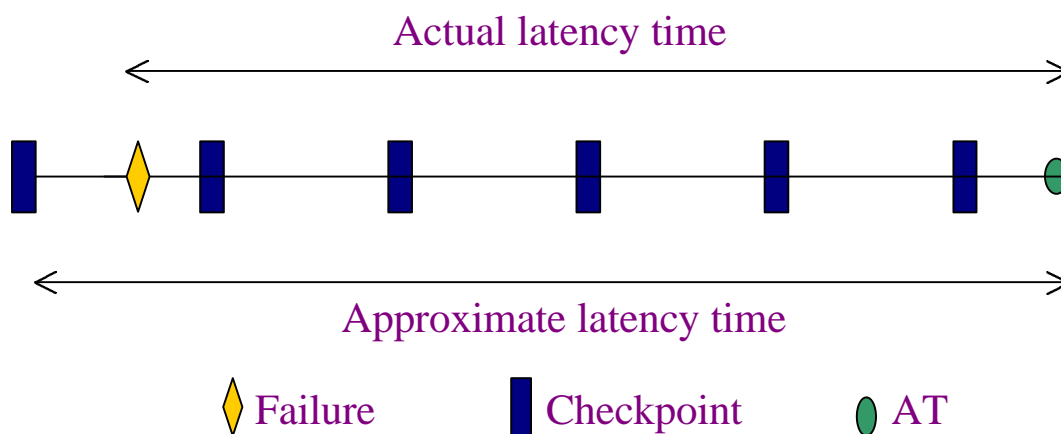 Actual latency time
Approximate latency time
Failure Checkpoint AT